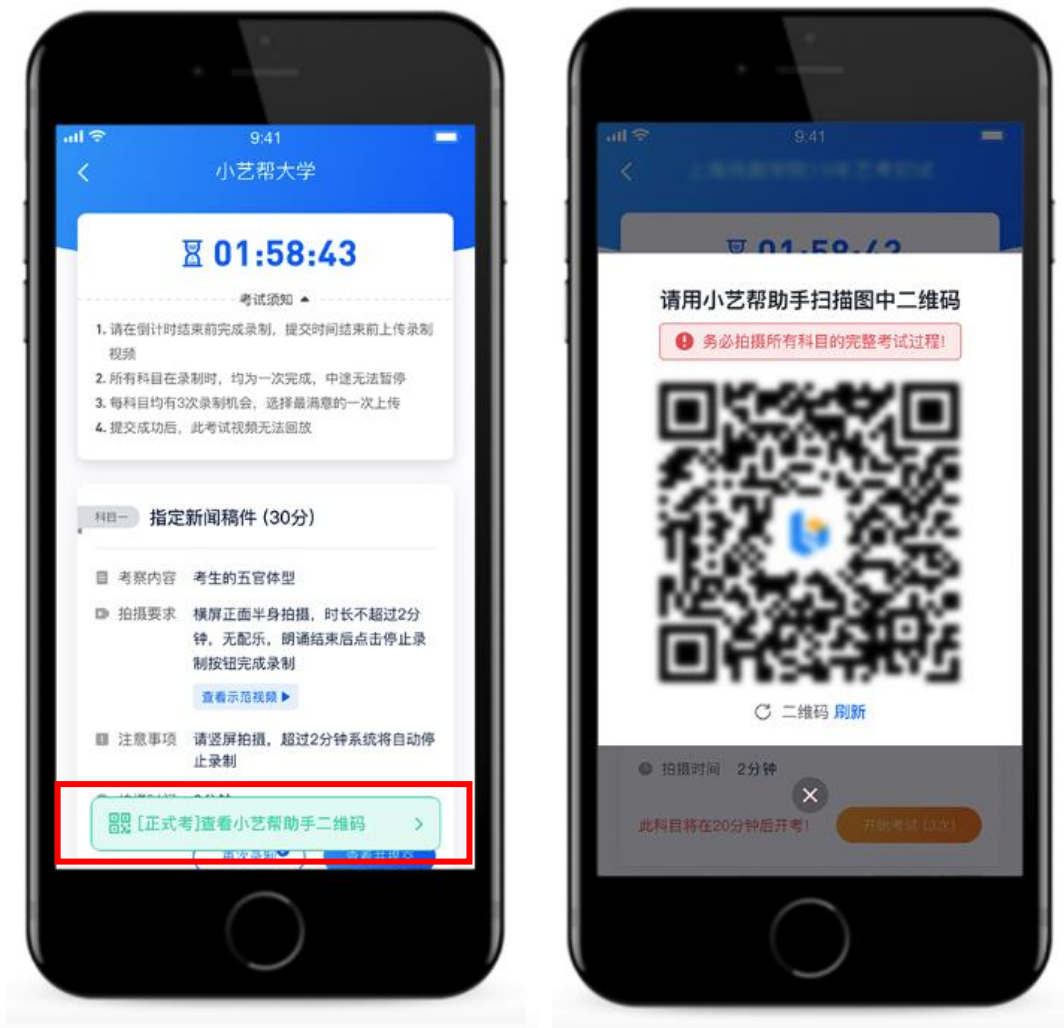 9:41
小艺帮大学
01:58:43
考试须知
1. 请在倒计时结束前完成录制，提交时间结束前上传录制
视频
2. 所有科目在录制时，均为一次完成，中途无法暂停
3. 每科目均有3次录制机会，选择最满意的一次上传
4. 提交成功后，此考试视频无法回放
科目一 指定新闻稿件 (30分)
考察内容 考生的五官体型
拍摄要求 横屏正面半身拍摄，时长不超过2分
钟，无配乐，朗诵结束后点击停止录
制按钮完成录制
查看示范视频
注意事项 请竖屏拍摄，超过2分钟系统将自动停
止录制
[正式考]查看小艺帮助手二维码
9:41
请用小艺帮助手扫描图中二维码
务必拍摄所有科目的完整考试过程!
二维码 刷新
拍摄时间 2分钟
此科目将在20分钟后开考!
开始考试 (3次)